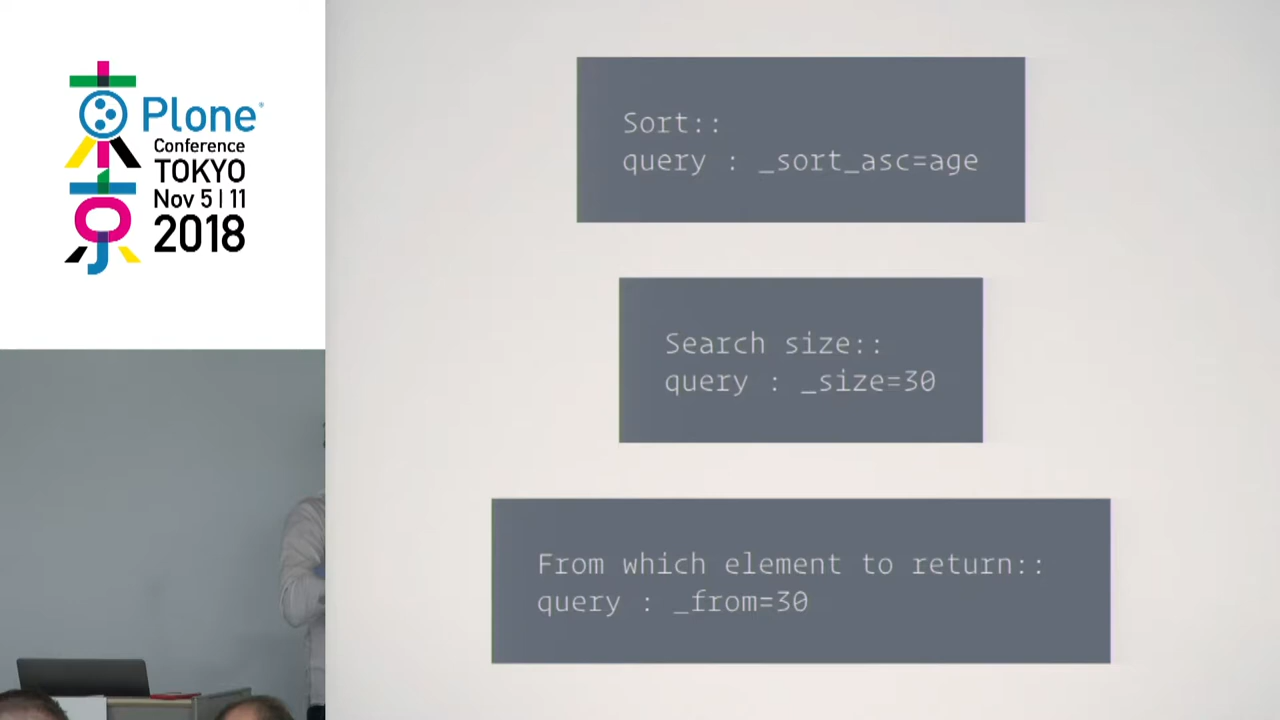 Plone®
Conference
TOKYO
Nov 5 | 11
2018
Sort::
query : _sort_asc=age
Search size::
query : _size=30
From which element to return::
query : _from=30